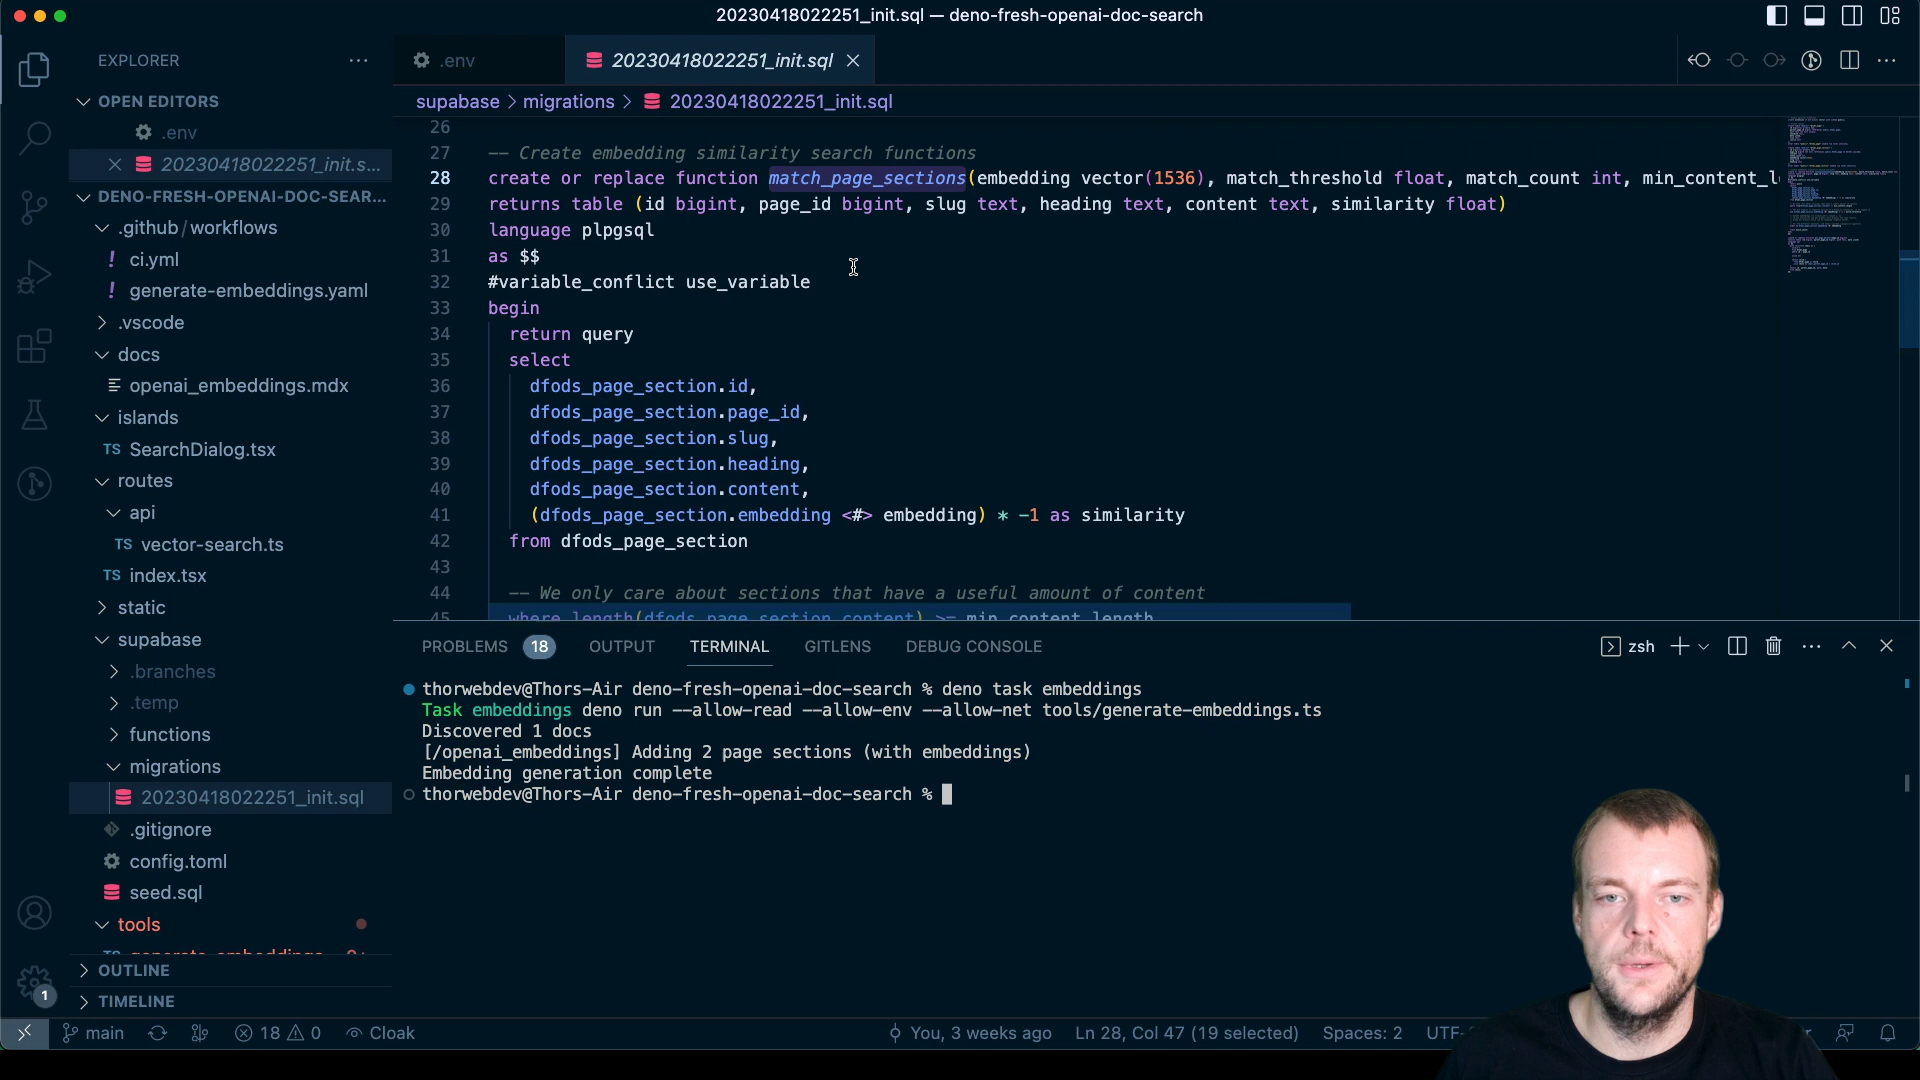 20230418022251_init.sql — deno-fresh-openai-doc-search
EXPLORER
OPEN EDITORS
.env
20230418022251_init.s...
DENO-FRESH-OPENAI-DOC-SEAR...
.github/workflows
! ci.yml
! generate-embeddings.yaml
.vscode
docs
openai_embeddings.mdx
islands
TS SearchDialog.tsx
routes
api
TS vector-search.ts
TS index.tsx
static
supabase
.branches
.temp
functions
migrations
20230418022251_init.sql
.gitignore
config.toml
seed.sql
tools
OUTLINE
TIMELINE
.env
20230418022251_init.sql
supabase > migrations > 20230418022251_init.sql
26
27 -- Create embedding similarity search functions
28 create or replace function match_page_sections(embedding vector(1536), match_threshold float, match_count int, min_content_l
29 returns table (id bigint, page_id bigint, slug text, heading text, content text, similarity float)
30 language plpgsql
31 as $$
32 #variable_conflict use_variable
33 begin
34 return query
35 select
36 dfods_page_section.id,
37 dfods_page_section.page_id,
38 dfods_page_section.slug,
39 dfods_page_section.heading,
40 dfods_page_section.content,
41 (dfods_page_section.embedding <#> embedding) * -1 as similarity
42 from dfods_page_section
43
44 -- We only care about sections that have a useful amount of content
45 where length(dfods_page_section.content) >= min_content_length
PROBLEMS 18 OUTPUT TERMINAL GITLENS DEBUG CONSOLE zsh
thorwebdev@Thors-Air deno-fresh-openai-doc-search % deno task embeddings
Task embeddings deno run --allow-read --allow-env --allow-net tools/generate-embeddings.ts
Discovered 1 docs
[/openai_embeddings] Adding 2 page sections (with embeddings)
Embedding generation complete
thorwebdev@Thors-Air deno-fresh-openai-doc-search %
1
main 18 0 Cloak You, 3 weeks ago Ln 28, Col 47 (19 selected) Spaces: 2 UTF-